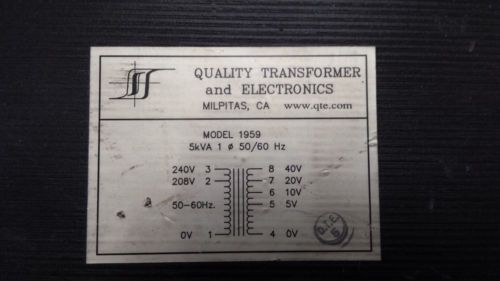 QUALITY TRANSFORMER
and ELECTRONICS
MILPITAS, CA www.qte.com
MODEL 1959
5kVA 1 ø 50/60 Hz
240V 3 8 40V
208V 2 7 20V
6 10V
50-60Hz. 5 5V
0V 1 4 0V
Q.T.E.
5